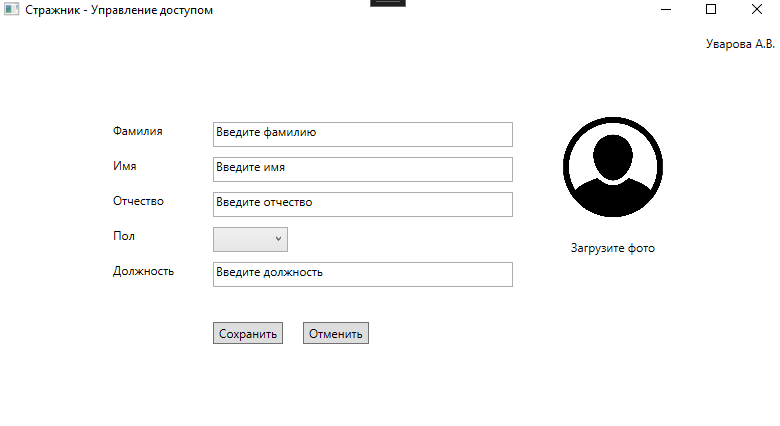 Стражник - Управление доступом
Уварова А.В.
Фамилия
Введите фамилию
Имя
Введите имя
Отчество
Введите отчество
Пол
Загрузите фото
Должность
Введите должность
Сохранить
Отменить